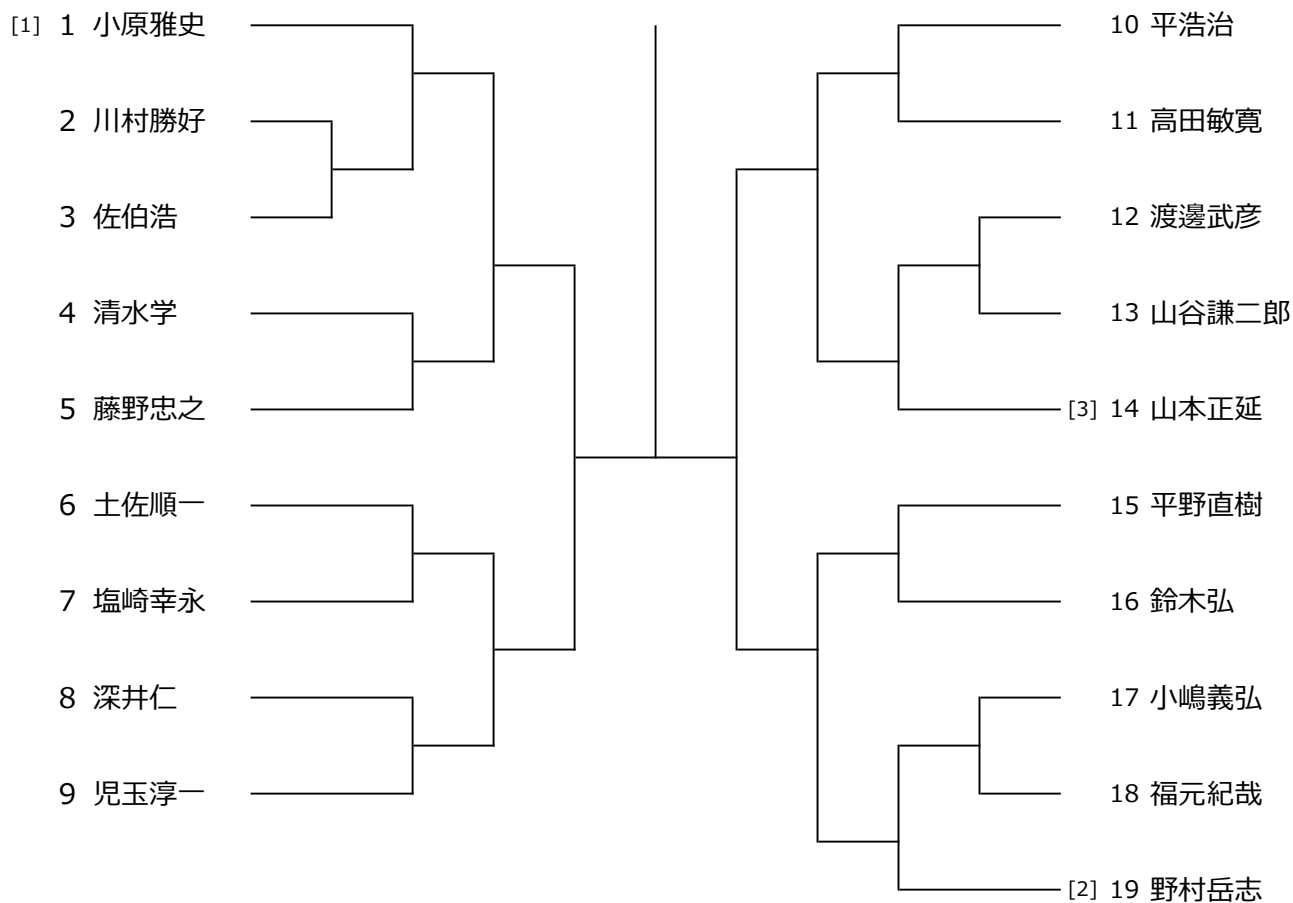 [1] 1 小原雅史
2 川村勝好
3 佐伯浩
4 清水学
5 藤野忠之
6 土佐順一
7 塩崎幸永
8 深井仁
9 児玉淳一
10 平浩治
11 高田敏寛
12 渡邊武彦
13 山谷謙二郎
[3] 14 山本正延
15 平野直樹
16 鈴木弘
17 小嶋義弘
18 福元紀哉
[2] 19 野村岳志